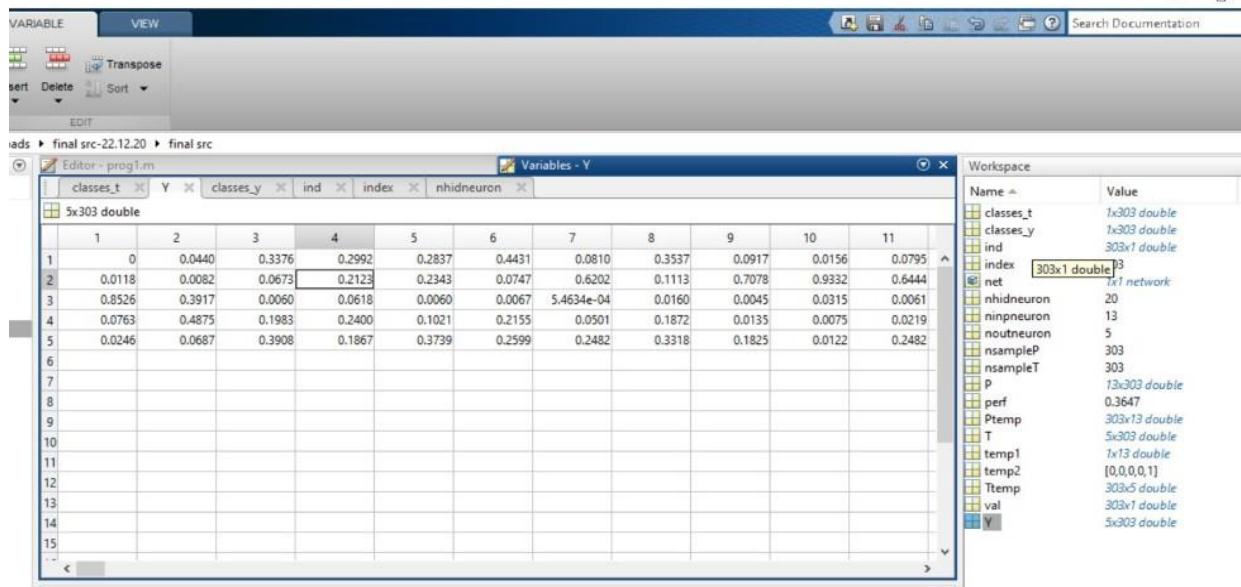 VARIABLE VIEW Search Documentation
Transpose
sert Delete Sort
EDIT
ads final src-22.12.20 final src
Editor - prog1.m Variables - Y Workspace
classes_t Y classes_y ind index nhidneuron Name Value
5x303 double
1 2 3 4 5 6 7 8 9 10 11
1 0 0.0440 0.3376 0.2992 0.2837 0.4431 0.0810 0.3537 0.0917 0.0156 0.0795
2 0.0118 0.0082 0.0673 0.2123 0.2343 0.0747 0.6202 0.1113 0.7078 0.9332 0.6444
3 0.8526 0.3917 0.0060 0.0618 0.0060 0.0067 5.4634e-04 0.0160 0.0045 0.0315 0.0061
4 0.0763 0.4875 0.1983 0.2400 0.1021 0.2155 0.0501 0.1872 0.0135 0.0075 0.0219
5 0.0246 0.0687 0.3908 0.1867 0.3739 0.2599 0.2482 0.3318 0.1825 0.0122 0.2482
6
7
8
9
10
11
12
13
14
15
classes_t 1x303 double
classes_y 1x303 double
ind 303x1 double
index 303x1 double 03
net 1x1 network
nhidneuron 20
ninpneuron 13
noutneuron 5
nsampleP 303
nsampleT 303
P 13x303 double
perf 0.3647
Ptemp 303x13 double
T 5x303 double
temp1 1x13 double
temp2 [0,0,0,0,1]
Ttemp 303x5 double
val 303x1 double
Y 5x303 double